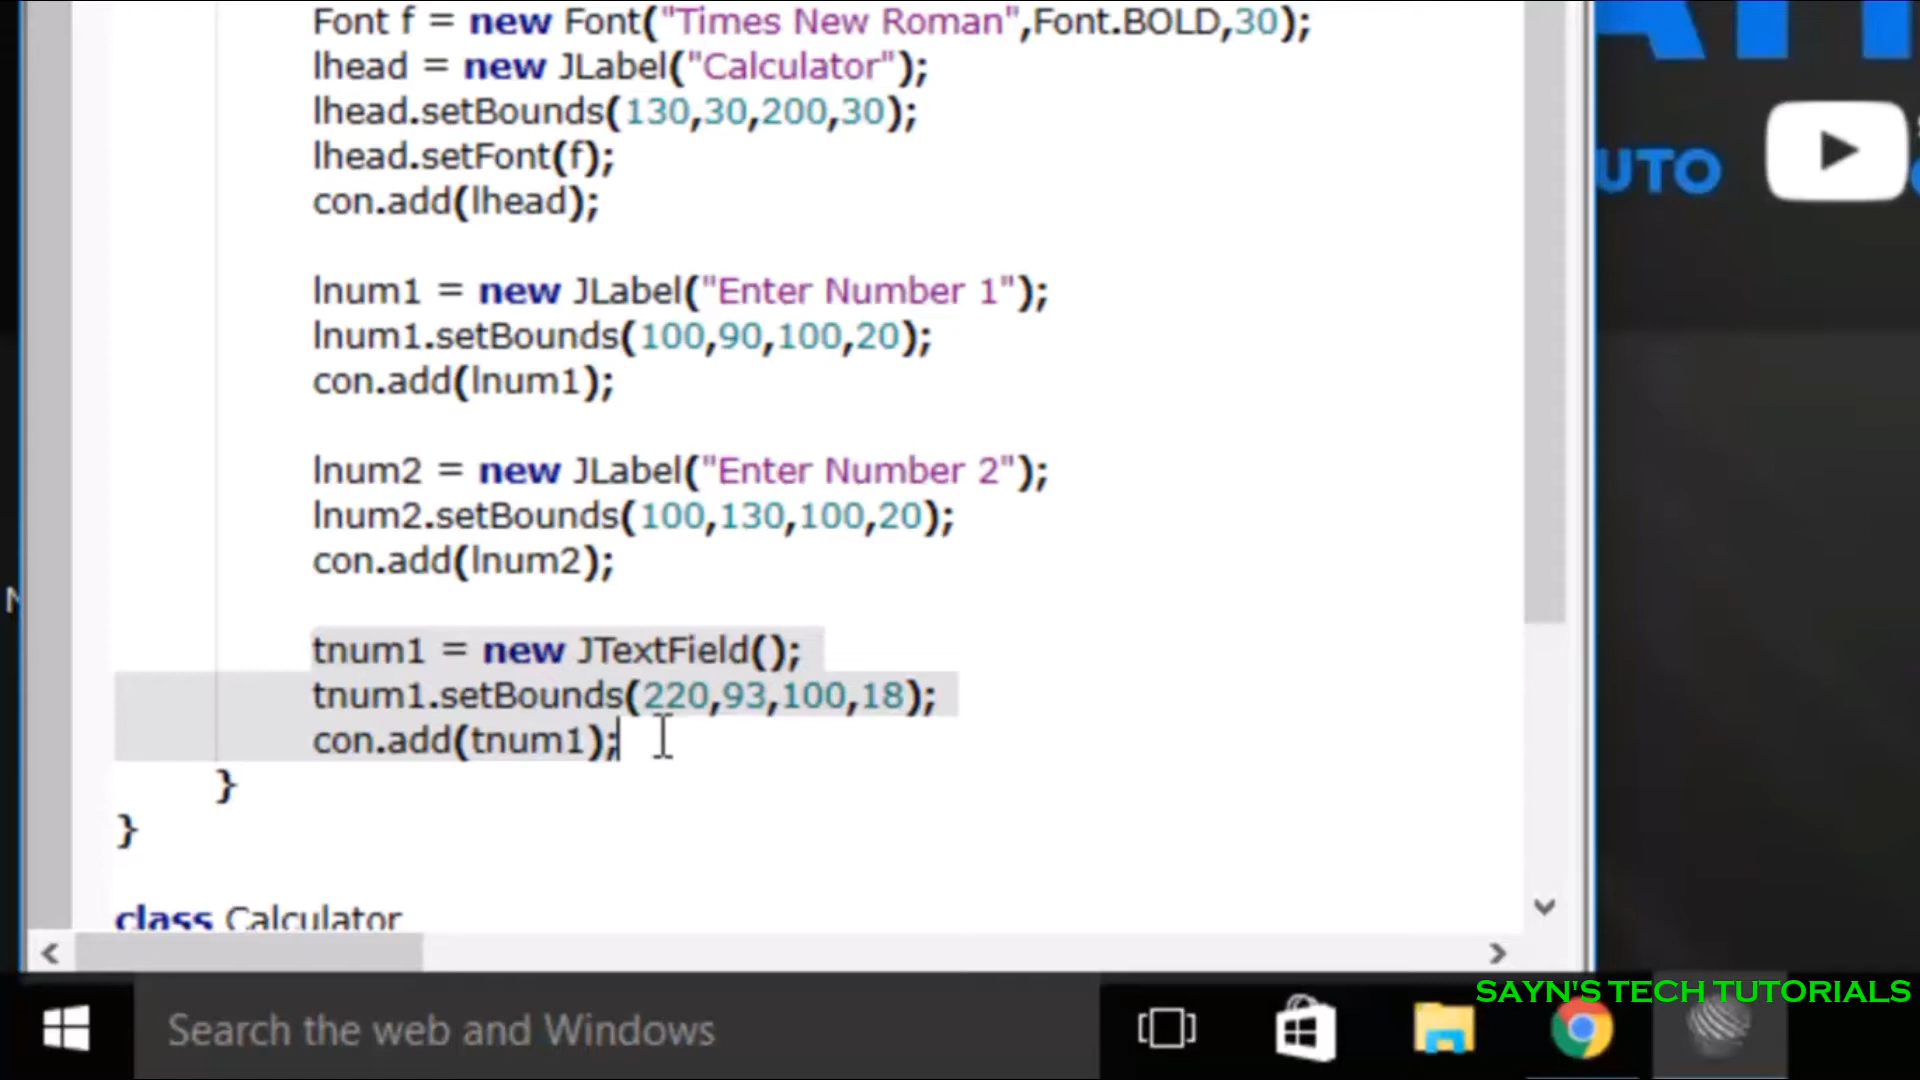 Font f = new Font("Times New Roman",Font.BOLD,30);
lhead = new JLabel("Calculator");
lhead.setBounds(130,30,200,30);
lhead.setFont(f);
con.add(lhead);
lnum1 = new JLabel("Enter Number 1");
lnum1.setBounds(100,90,100,20);
con.add(lnum1);
lnum2 = new JLabel("Enter Number 2");
lnum2.setBounds(100,130,100,20);
con.add(lnum2);
tnum1 = new JTextField();
tnum1.setBounds(220,93,100,18);
con.add(tnum1);
}
}
class Calculator
UTO
SAYN'S TECH TUTORIALS
Search the web and Windows